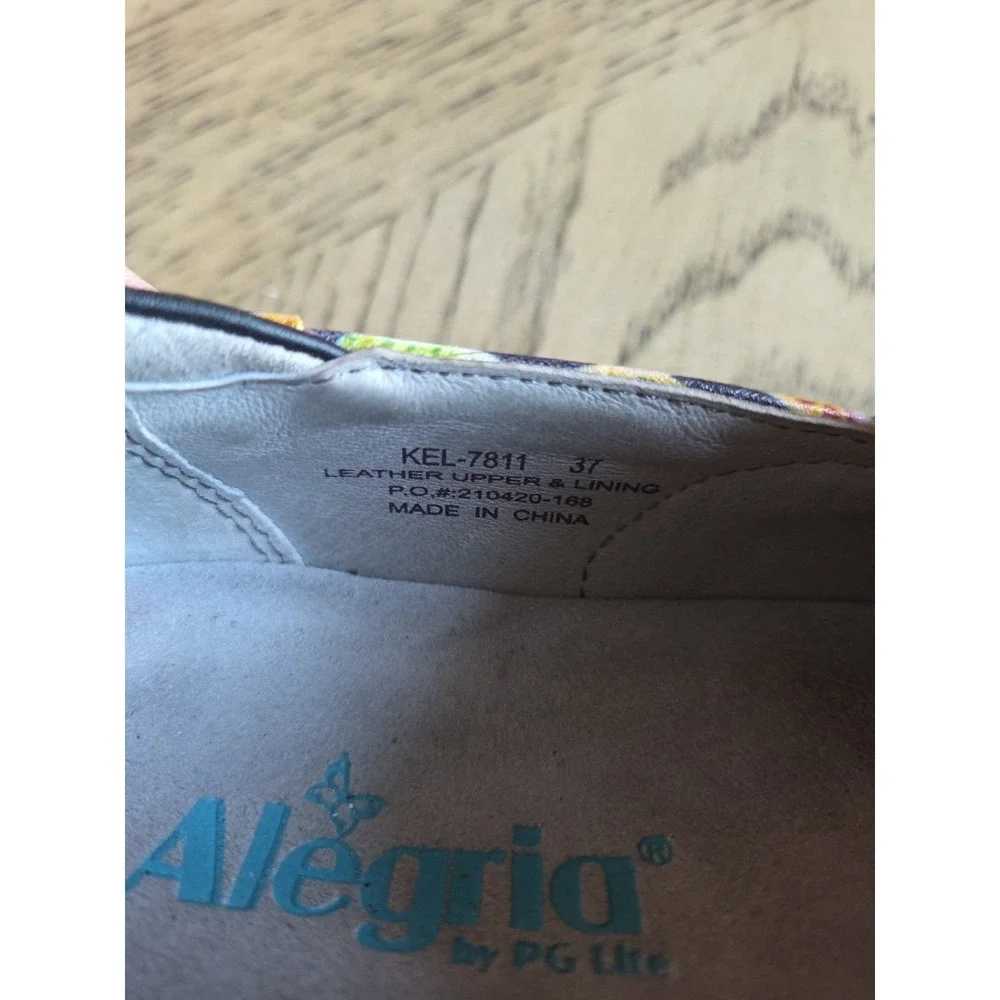 KEL-7811 37
LEATHER UPPER & LINING
P.O.#:210420-168
MADE IN CHINA
Alegria®
by PG Lite